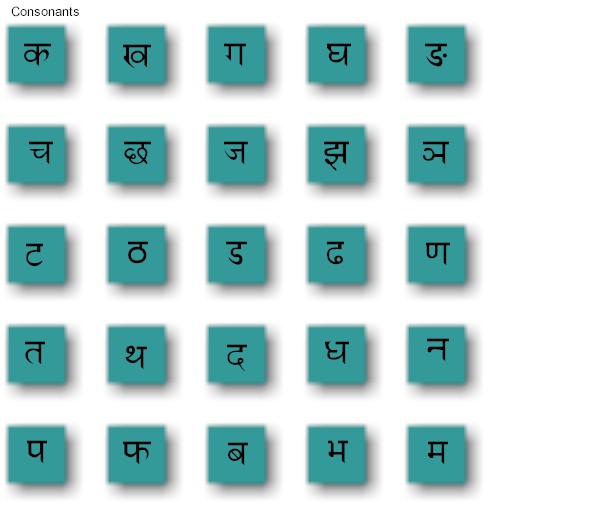 Consonants
क ख ग घ ङ
च छ ज झ ञ
ट ठ ड ढ ण
त थ द ध न
प फ ब भ म